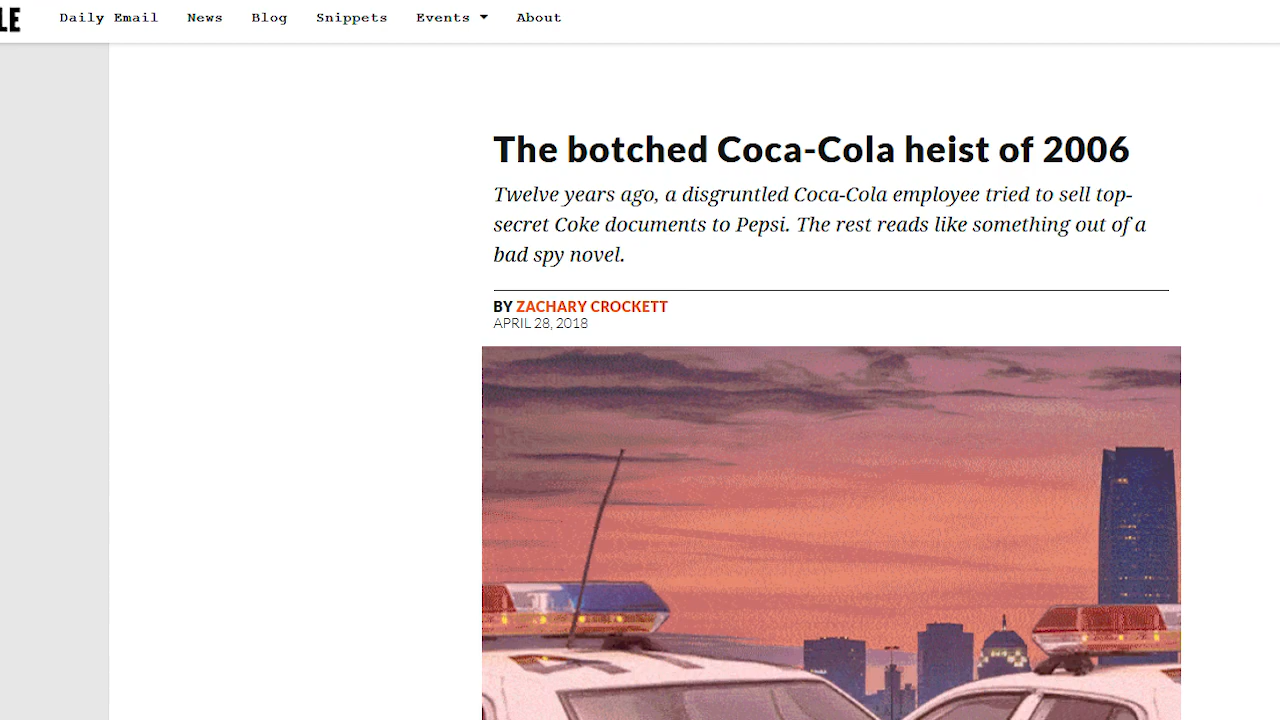 LE Daily Email News Blog Snippets Events About
The botched Coca-Cola heist of 2006
Twelve years ago, a disgruntled Coca-Cola employee tried to sell top-
secret Coke documents to Pepsi. The rest reads like something out of a
bad spy novel.
BY ZACHARY CROCKETT
APRIL 28, 2018